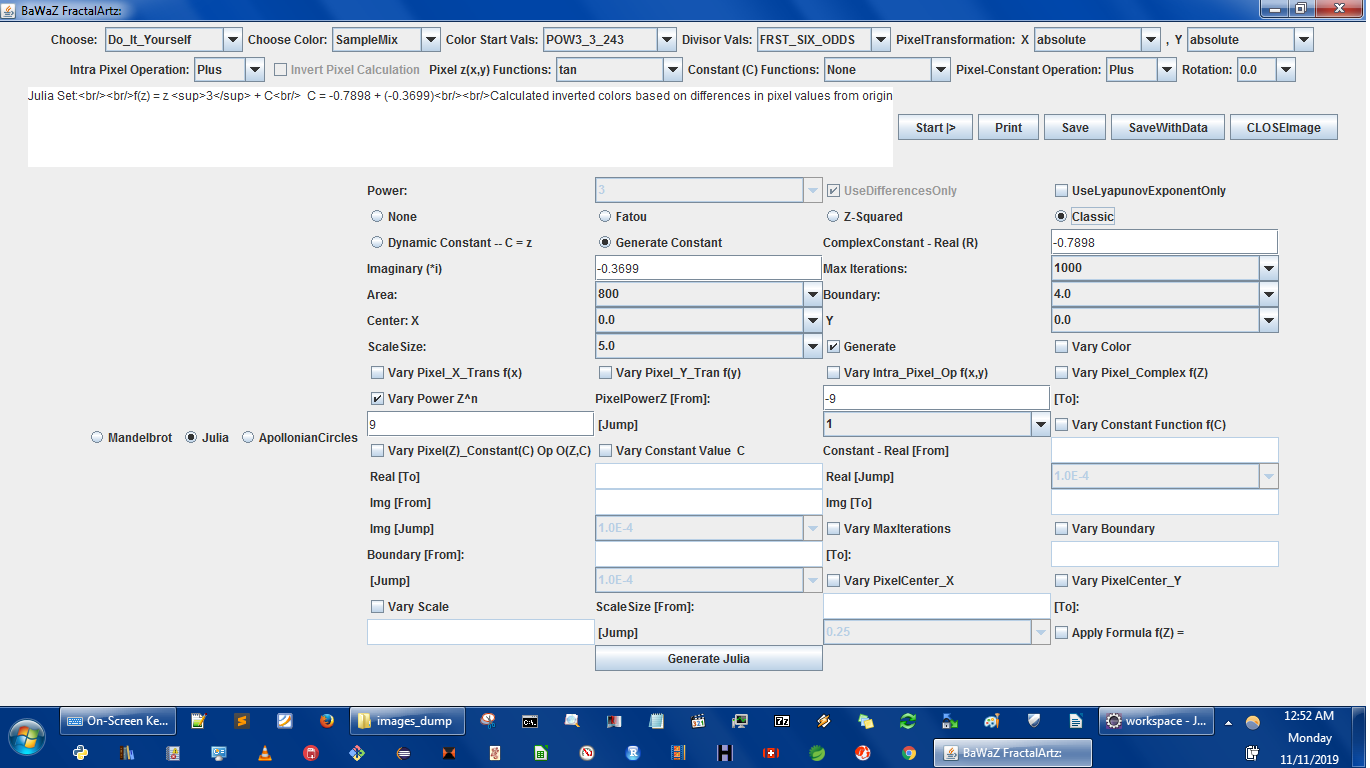 BaWaZ FractalArtz:
Choose: Do_It_Yourself Choose Color: SampleMix Color Start Vals: POW3_3_243 Divisor Vals: FRST_SIX_ODDS PixelTransformation: X absolute , Y absolute
Intra Pixel Operation: Plus Invert Pixel Calculation Pixel z(x,y) Functions: tan Constant (C) Functions: None Pixel-Constant Operation: Plus Rotation: 0.0
Julia Set:<br/><br/>f(z) = z <sup>3</sup> + C<br/> C = -0.7898 + (-0.3699)<br/><br/>Calculated inverted colors based on differences in pixel values from origin
Start |> Print Save SaveWithData CLOSEImage
Power: 3 UseDifferencesOnly UseLyapunovExponentOnly
None Fatou Z-Squared Classic
Dynamic Constant -- C = z Generate Constant ComplexConstant - Real (R) -0.7898
Imaginary (*i) -0.3699 Max Iterations: 1000
Area: 800 Boundary: 4.0
Center: X 0.0 Y 0.0
ScaleSize: 5.0 Generate Vary Color
Vary Pixel_X_Trans f(x) Vary Pixel_Y_Tran f(y) Vary Intra_Pixel_Op f(x,y) Vary Pixel_Complex f(Z)
Vary Power Z^n PixelPowerZ [From]: -9 [To]:
Mandelbrot Julia ApollonianCircles 9 [Jump] 1 Vary Constant Function f(C)
Vary Pixel(Z)_Constant(C) Op O(Z,C) Vary Constant Value C Constant - Real [From]
Real [To] Real [Jump] 1.0E-4
Img [From] Img [To]
Img [Jump] 1.0E-4 Vary MaxIterations Vary Boundary
Boundary [From]: [To]:
[Jump] 1.0E-4 Vary PixelCenter_X Vary PixelCenter_Y
Vary Scale ScaleSize [From]: [To]:
[Jump] 0.25 Apply Formula f(Z) =
Generate Julia
On-Screen Ke... images_dump workspace - J... 12:52 AM
Monday
BaWaZ FractalArtz: 11/11/2019